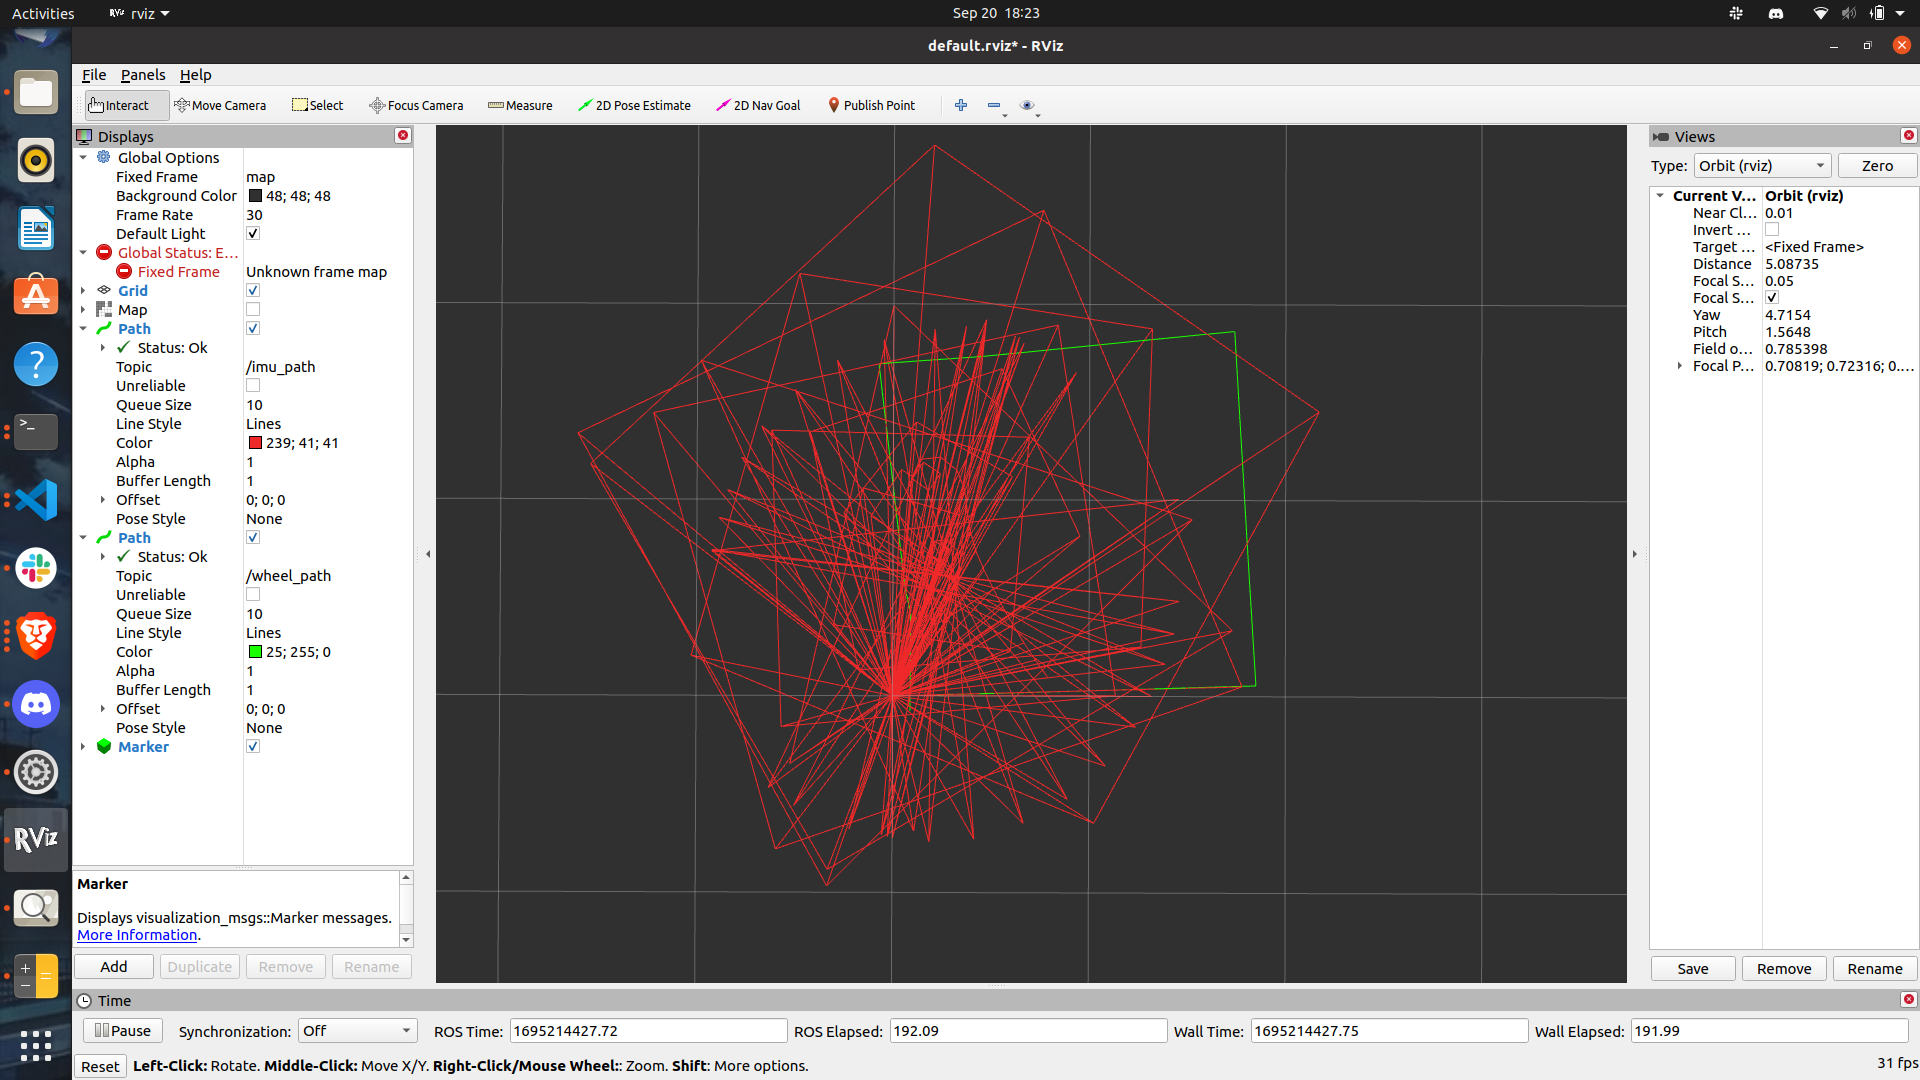 Activities
rviz
Sep 20 18:23
default.rviz* - RViz
File Panels Help
Interact Move Camera Select Focus Camera Measure 2D Pose Estimate 2D Nav Goal Publish Point
Displays
Global Options
Fixed Frame map
Background Color 48; 48; 48
Frame Rate 30
Default Light
Global Status: E...
Fixed Frame Unknown frame map
Grid
Map
Path
Status: Ok
Topic /imu_path
Unreliable
Queue Size 10
Line Style Lines
Color 239; 41; 41
Alpha 1
Buffer Length 1
Offset 0; 0; 0
Pose Style None
Path
Status: Ok
Topic /wheel_path
Unreliable
Queue Size 10
Line Style Lines
Color 25; 255; 0
Alpha 1
Buffer Length 1
Offset 0; 0; 0
Pose Style None
Marker
Marker
Displays visualization_msgs::Marker messages.
More Information.
Add Duplicate Remove Rename
Views
Type: Orbit (rviz) Zero
Current V... Orbit (rviz)
Near Cl... 0.01
Invert ...
Target ... <Fixed Frame>
Distance 5.08735
Focal S... 0.05
Focal S...
Yaw 4.7154
Pitch 1.5648
Field o... 0.785398
Focal P... 0.70819; 0.72316; 0....
Save Remove Rename
RViz
Time
Pause Synchronization: Off ROS Time: 1695214427.72 ROS Elapsed: 192.09 Wall Time: 1695214427.75 Wall Elapsed: 191.99
Reset Left-Click: Rotate. Middle-Click: Move X/Y. Right-Click/Mouse Wheel:: Zoom. Shift: More options.
31 fps